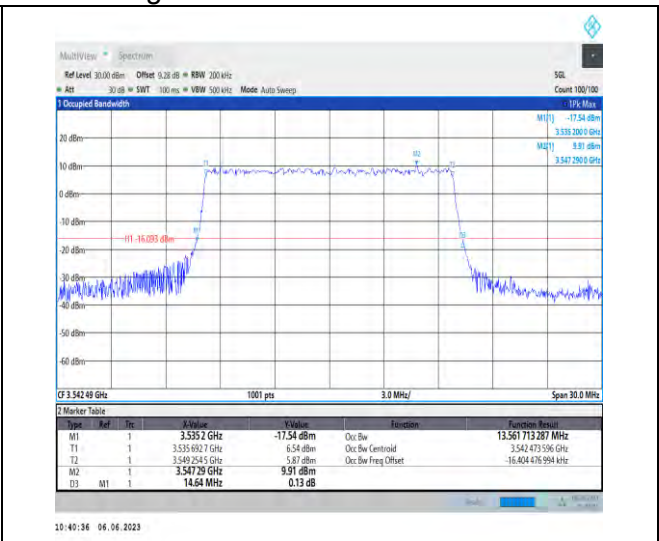 MultiView Spectrum
Ref Level 30.00 dBm Offset 9.28 dB RBW 200 kHz SGL
Att 30 dB SWT 100 ms VBW 500 kHz Mode Auto Sweep Count 100/100
1 Occupied Bandwidth 1Pk Max
M1[1] -17.54 dBm
3.535 200 0 GHz
M2[1] 9.91 dBm
3.547 290 0 GHz
20 dBm
M2
T1
10 dBm
0 dBm
-10 dBm
H1 -16.093 dBm
-20 dBm
-30 dBm
-40 dBm
-50 dBm
-60 dBm
CF 3.542 49 GHz 1001 pts 3.0 MHz/ Span 30.0 MHz
2 Marker Table
Type Ref Trc X-Value Y-Value Function Function Result
M1 1 3.535 2 GHz -17.54 dBm Occ Bw 13.561 713 287 MHz
T1 1 3.535 692 7 GHz 6.54 dBm Occ Bw Centroid 3.542 473 596 GHz
T2 1 3.549 254 5 GHz 5.87 dBm Occ Bw Freq Offset -16.404 476 994 kHz
M2 1 3.547 29 GHz 9.91 dBm
D3 M1 1 14.64 MHz 0.13 dB
10:40:36 06.06.2023